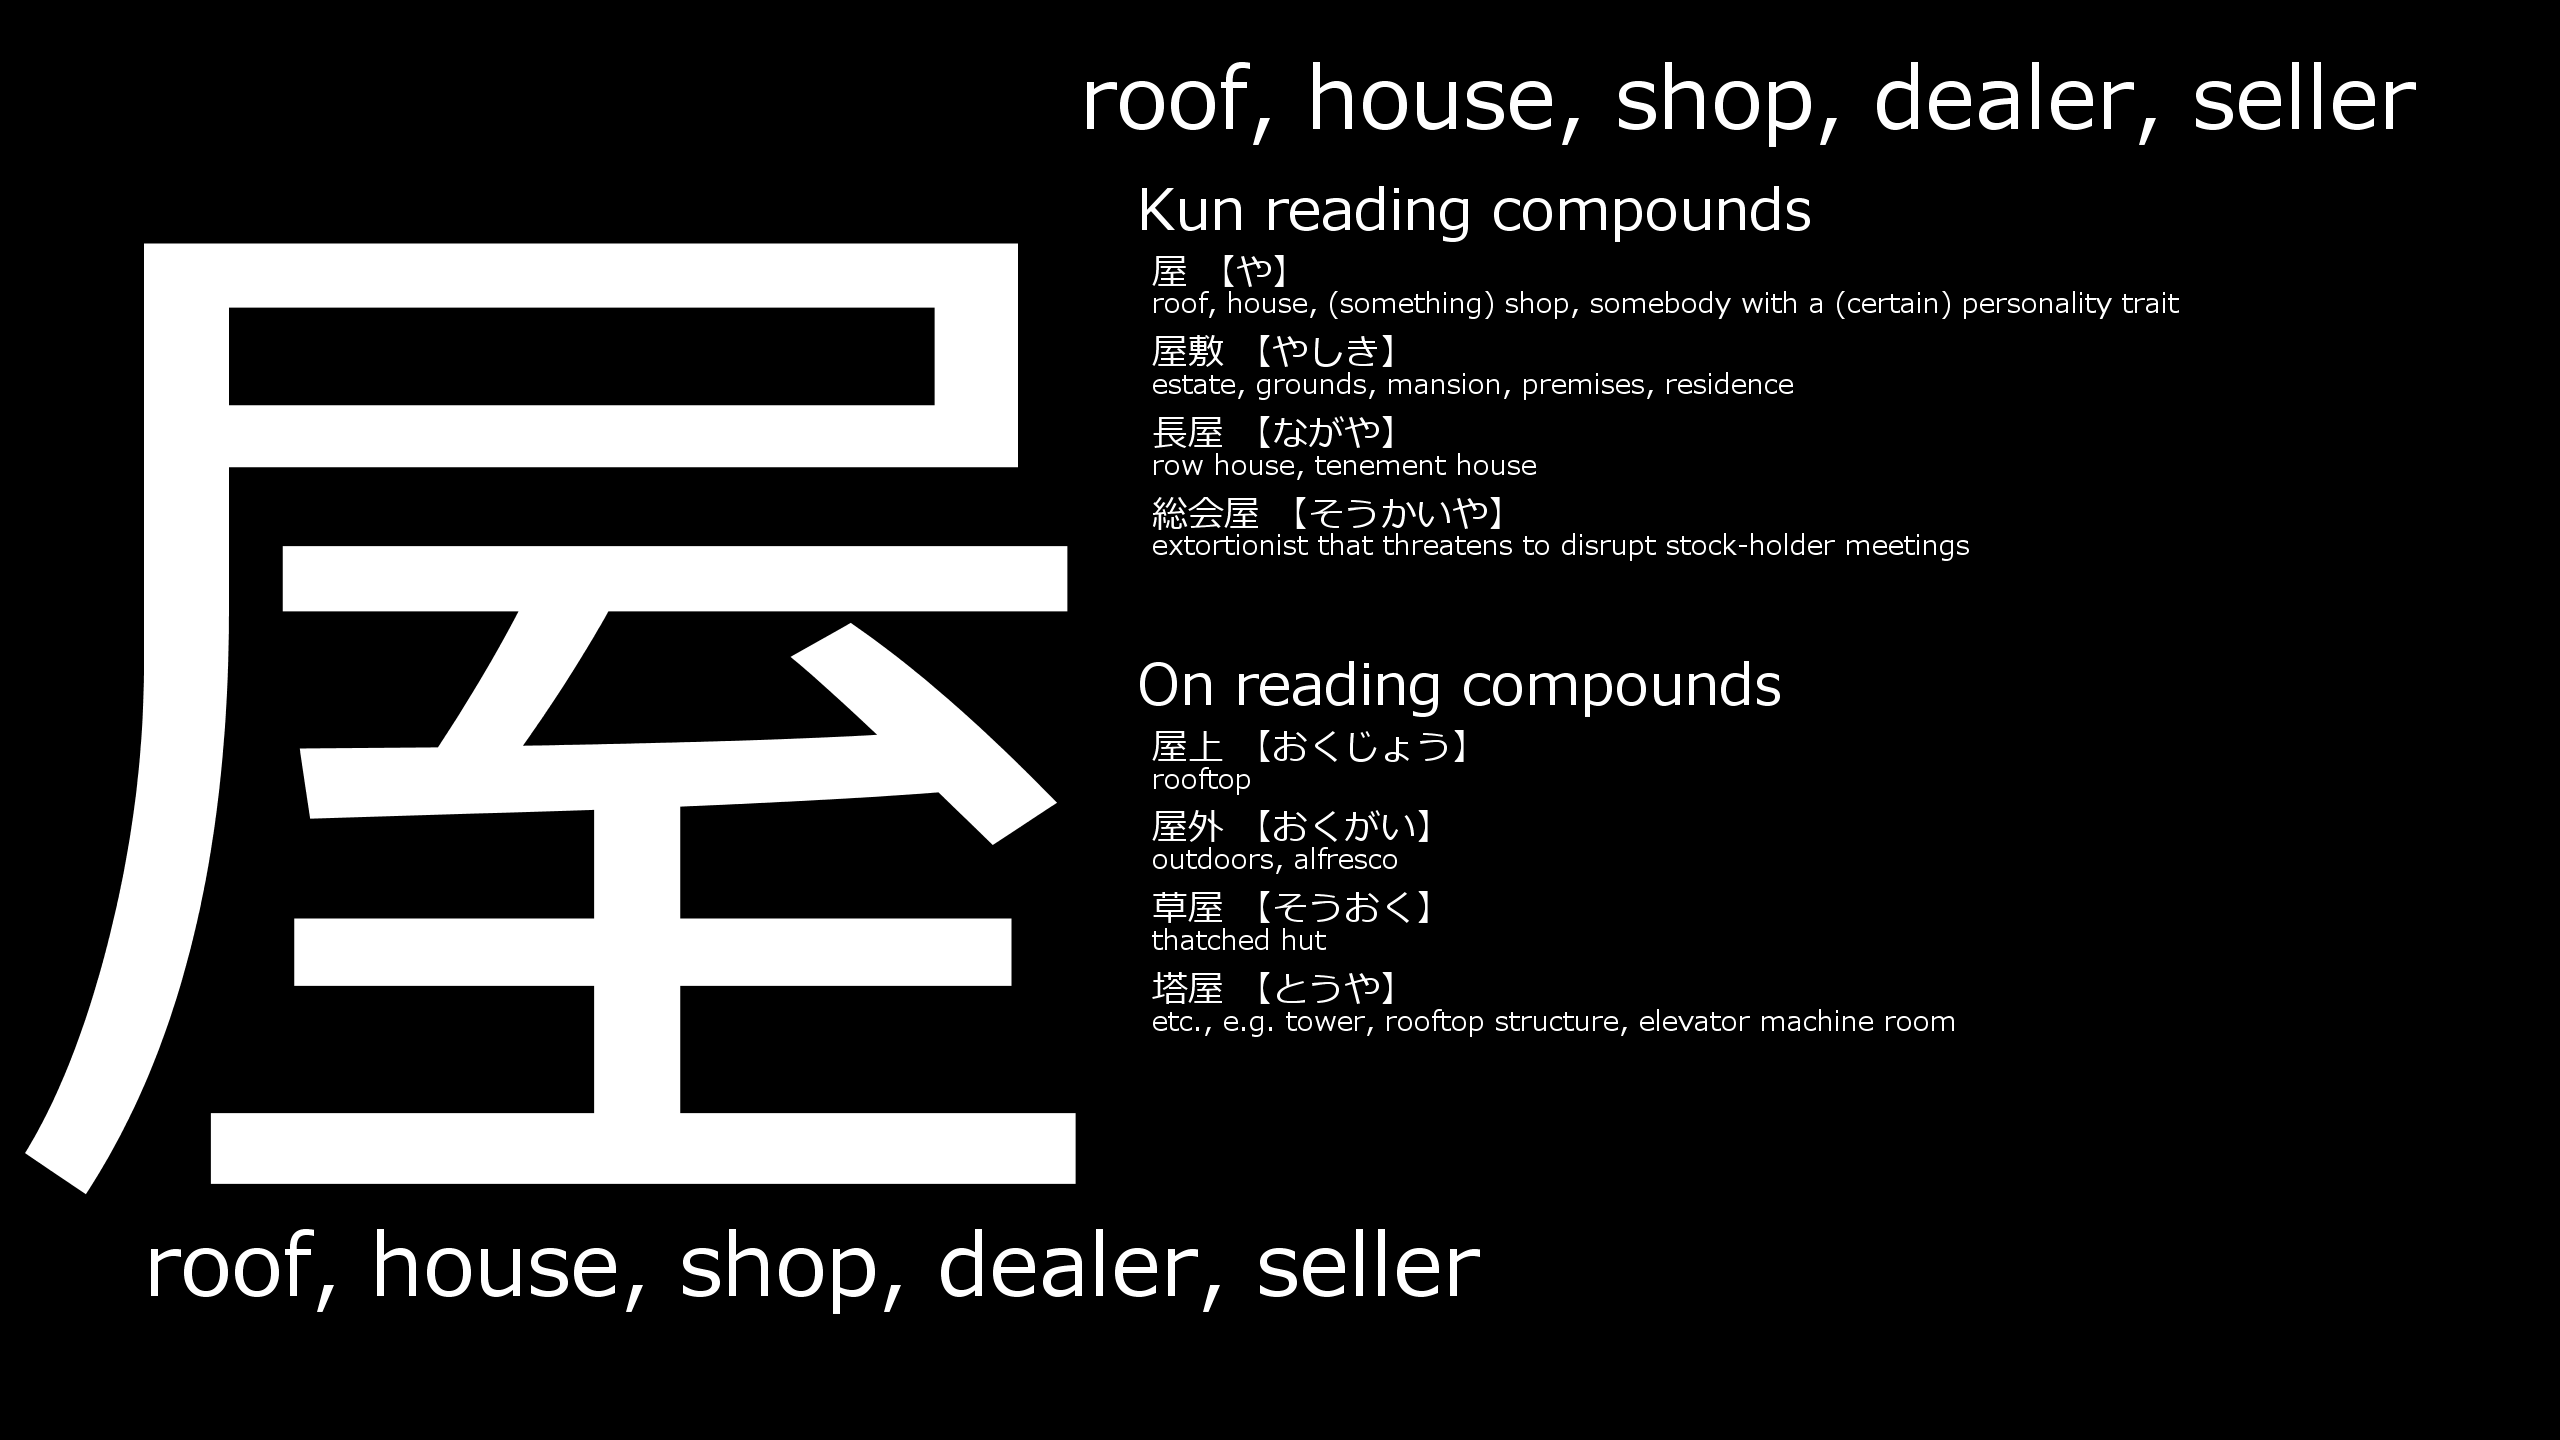 屋
roof, house, shop, dealer, seller
roof, house, shop, dealer, seller
Kun reading compounds
屋 【や】
roof, house, (something) shop, somebody with a (certain) personality trait
屋敷 【やしき】
estate, grounds, mansion, premises, residence
長屋 【ながや】
row house, tenement house
総会屋 【そうかいや】
extortionist that threatens to disrupt stock-holder meetings
On reading compounds
屋上 【おくじょう】
rooftop
屋外 【おくがい】
outdoors, alfresco
草屋 【そうおく】
thatched hut
塔屋 【とうや】
etc., e.g. tower, rooftop structure, elevator machine room